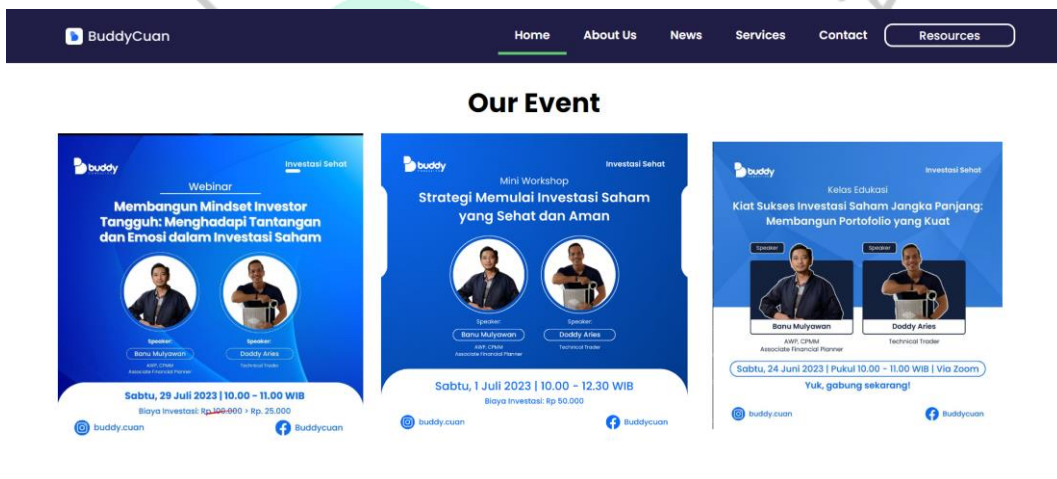 BuddyCuan
Home About Us News Services Contact Resources
Our Event
buddy
Investasi Sehat
Webinar
Membangun Mindset Investor
Tangguh: Menghadapi Tantangan
dan Emosi dalam Investasi Saham
Speaker: Speaker:
Banu Mulyawan Doddy Aries
AWP, CPMM Technical Trader
Associate Financial Planner
Sabtu, 29 Juli 2023 | 10.00 - 11.00 WIB
Biaya Investasi: Rp 100.000 > Rp. 25.000
buddy.cuan Buddycuan
buddy
Investasi Sehat
Mini Workshop
Strategi Memulai Investasi Saham
yang Sehat dan Aman
Speaker: Speaker:
Banu Mulyawan Doddy Aries
AWP, CPMM Technical Trader
Associate Financial Planner
Sabtu, 1 Juli 2023 | 10.00 - 12.30 WIB
Biaya Investasi: Rp 50.000
buddy.cuan Buddycuan
buddy
Investasi Sehat
Kelas Edukasi
Kiat Sukses Investasi Saham Jangka Panjang:
Membangun Portofolio yang Kuat
Speaker Speaker
Banu Mulyawan Doddy Aries
AWP, CPMM Technical Trader
Associate Financial Planner
Sabtu, 24 Juni 2023 | Pukul 10.00 - 11.00 WIB | Via Zoom
Yuk, gabung sekarang!
buddy.cuan Buddycuan